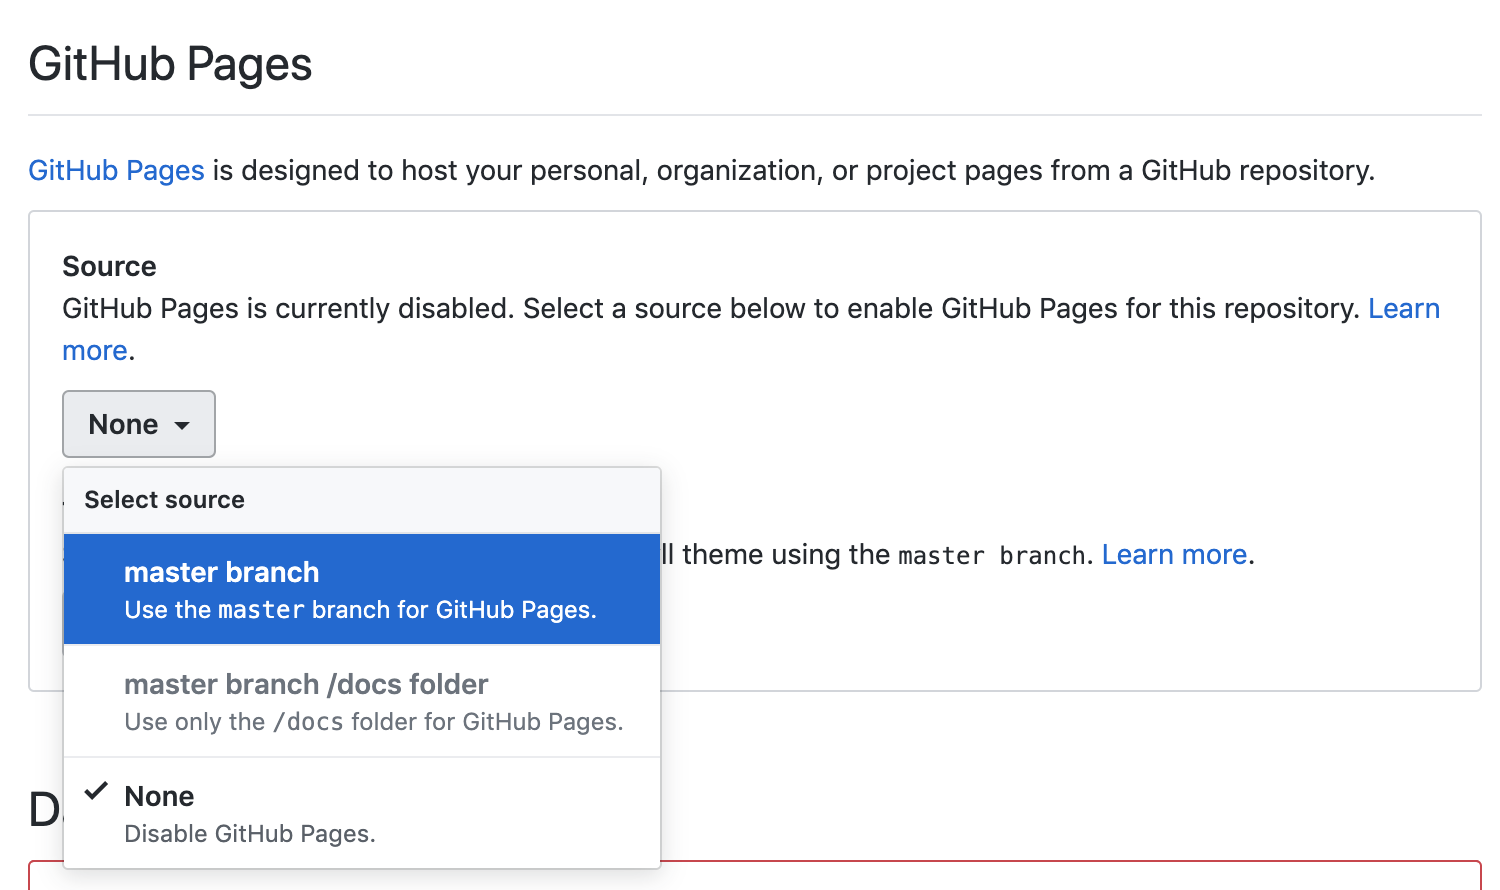 GitHub Pages
GitHub Pages is designed to host your personal, organization, or project pages from a GitHub repository.
Source
GitHub Pages is currently disabled. Select a source below to enable GitHub Pages for this repository. Learn
more.
None
Select source
master branch
Use the master branch for GitHub Pages.
ll theme using the master branch. Learn more.
master branch /docs folder
Use only the /docs folder for GitHub Pages.
None
Disable GitHub Pages.
D